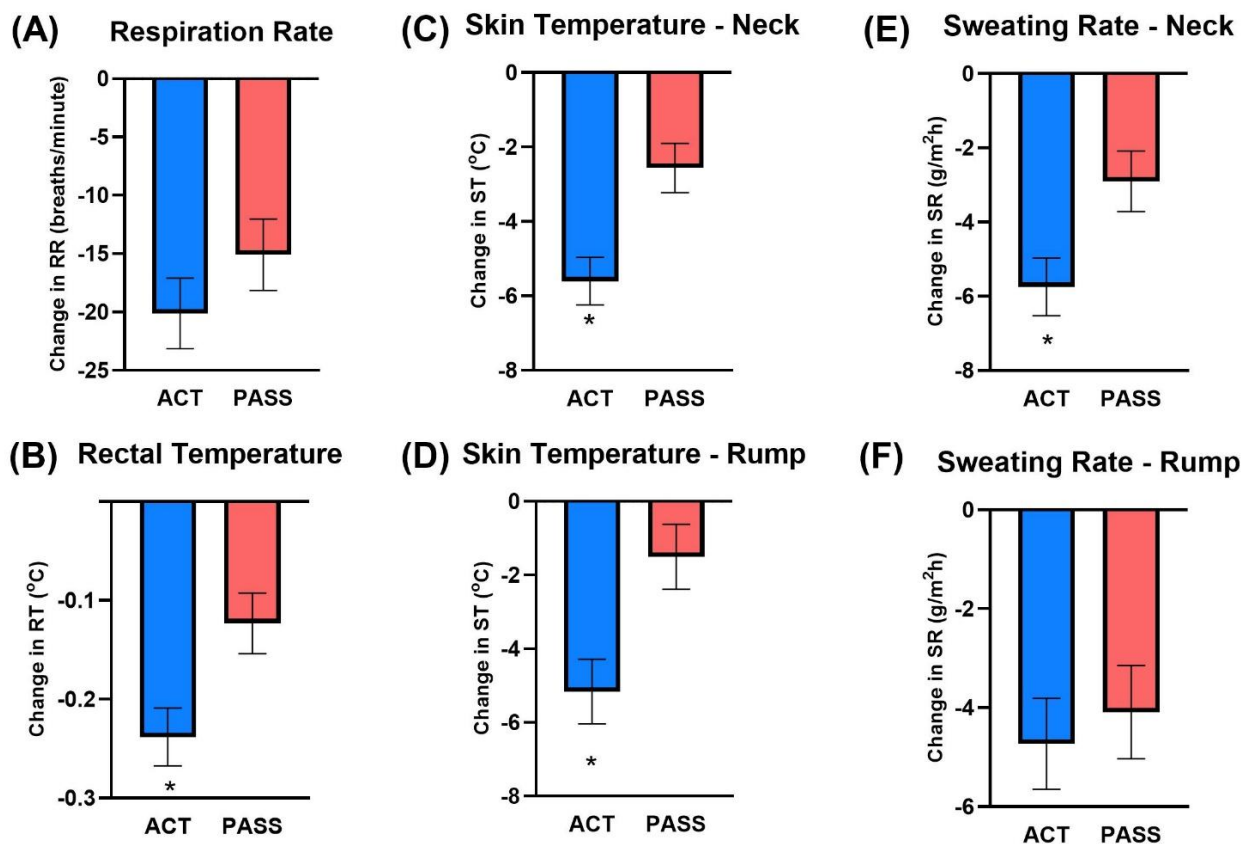 (A) Respiration Rate
Change in RR (breaths/minute)
0
-5
-10
-15
-20
-25
ACT PASS
(B) Rectal Temperature
Change in RT (°C)
-0.1
-0.2
-0.3
*
ACT PASS
(C) Skin Temperature - Neck
Change in ST (°C)
0
-2
-4
-6
-8
*
ACT PASS
(D) Skin Temperature - Rump
Change in ST (°C)
0
-2
-4
-6
-8
*
ACT PASS
(E) Sweating Rate - Neck
Change in SR (g/m²h)
0
-2
-4
-6
-8
*
ACT PASS
(F) Sweating Rate - Rump
Change in SR (g/m²h)
0
-2
-4
-6
ACT PASS